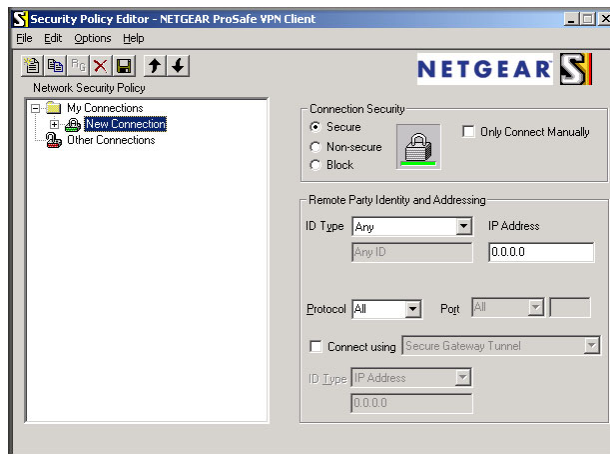 Security Policy Editor - NETGEAR ProSafe VPN Client
File Edit Options Help
NETGEAR
Network Security Policy
My Connections
New Connection
Other Connections
Connection Security
Secure
Non-secure
Block
Only Connect Manually
Remote Party Identity and Addressing
ID Type Any IP Address
Any ID 0.0.0.0
Protocol All Port All
Connect using Secure Gateway Tunnel
ID Type IP Address
0.0.0.0